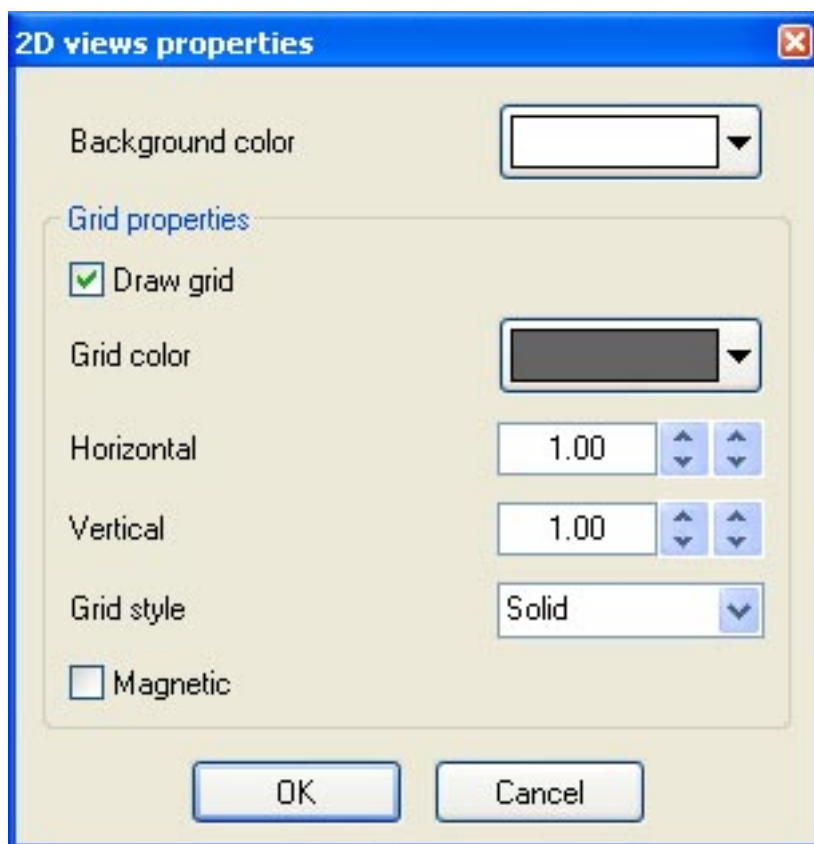 2D views properties
Background color
Grid properties
Draw grid
Grid color
Horizontal 1.00
Vertical 1.00
Grid style Solid
Magnetic
OK Cancel